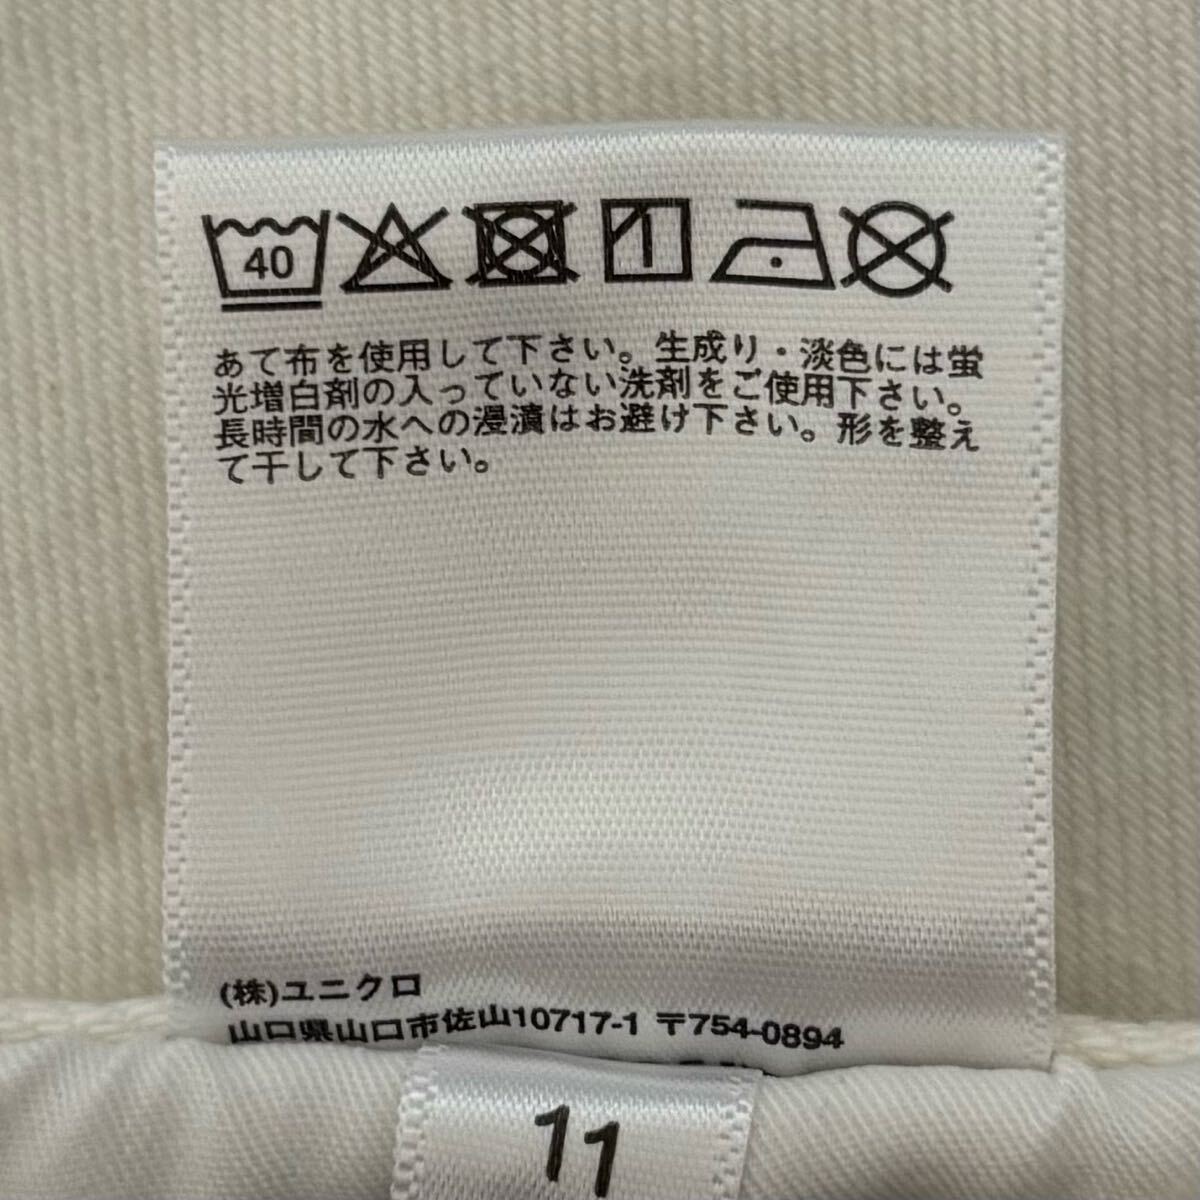 40
あて布を使用して下さい。生成り・淡色には蛍
光増白剤の入っていない洗剤をご使用下さい。
長時間の水への浸漬はお避け下さい。形を整え
て干して下さい。
(株)ユニクロ
山口県山口市佐山10717-1 〒754-0894
11